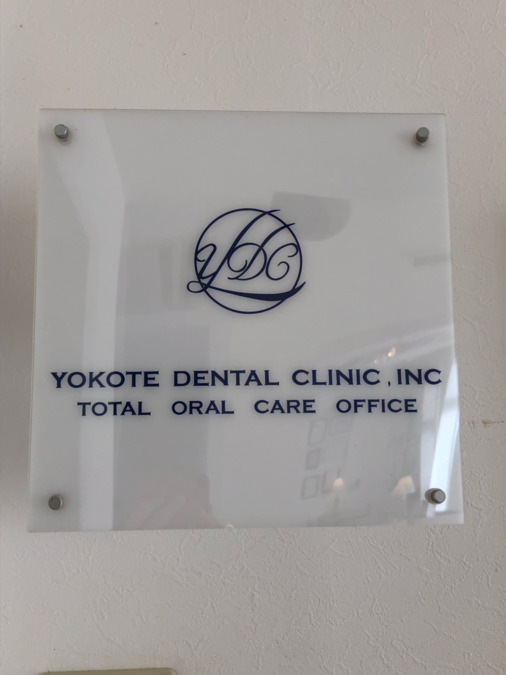 YDC
YOKOTE DENTAL CLINIC , INC
TOTAL ORAL CARE OFFICE